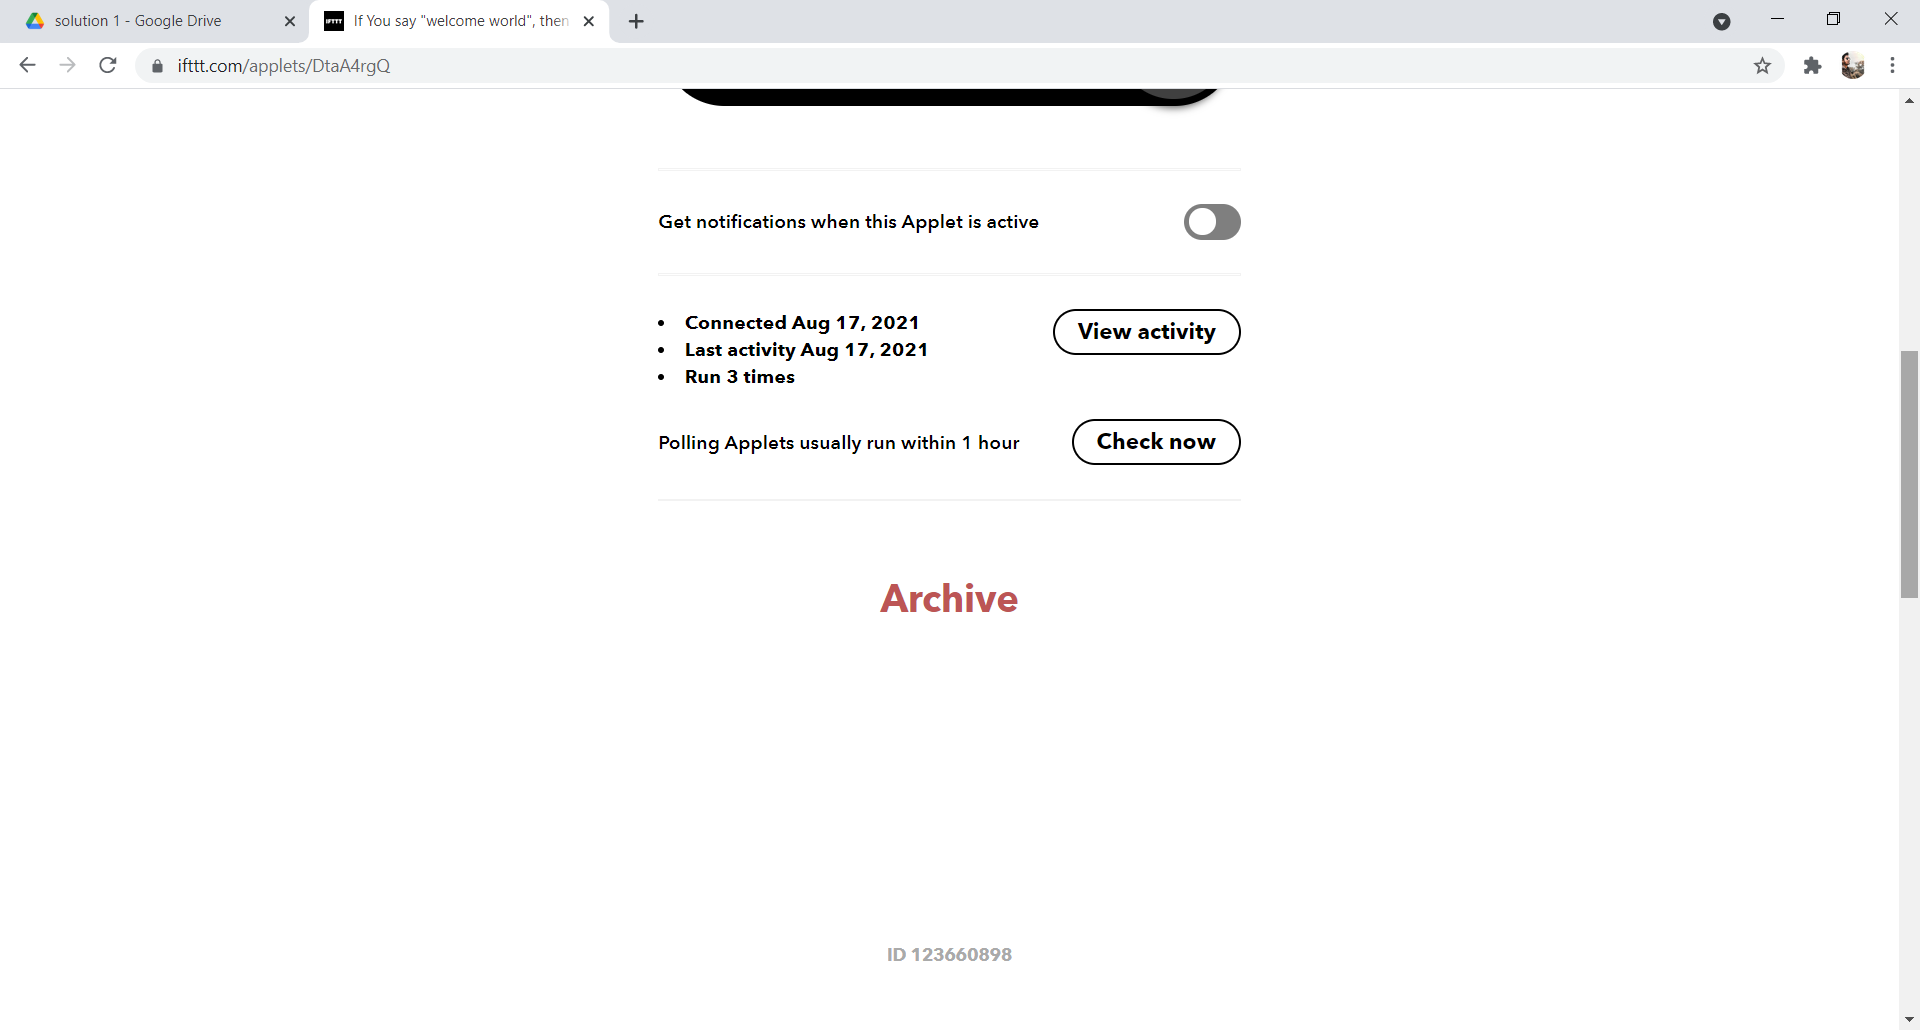 solution 1 - Google Drive
IFTTT If You say "welcome world", then
ifttt.com/applets/DtaA4rgQ
Get notifications when this Applet is active
Connected Aug 17, 2021
Last activity Aug 17, 2021
View activity
Run 3 times
Polling Applets usually run within 1 hour
Check now
Archive
ID 123660898